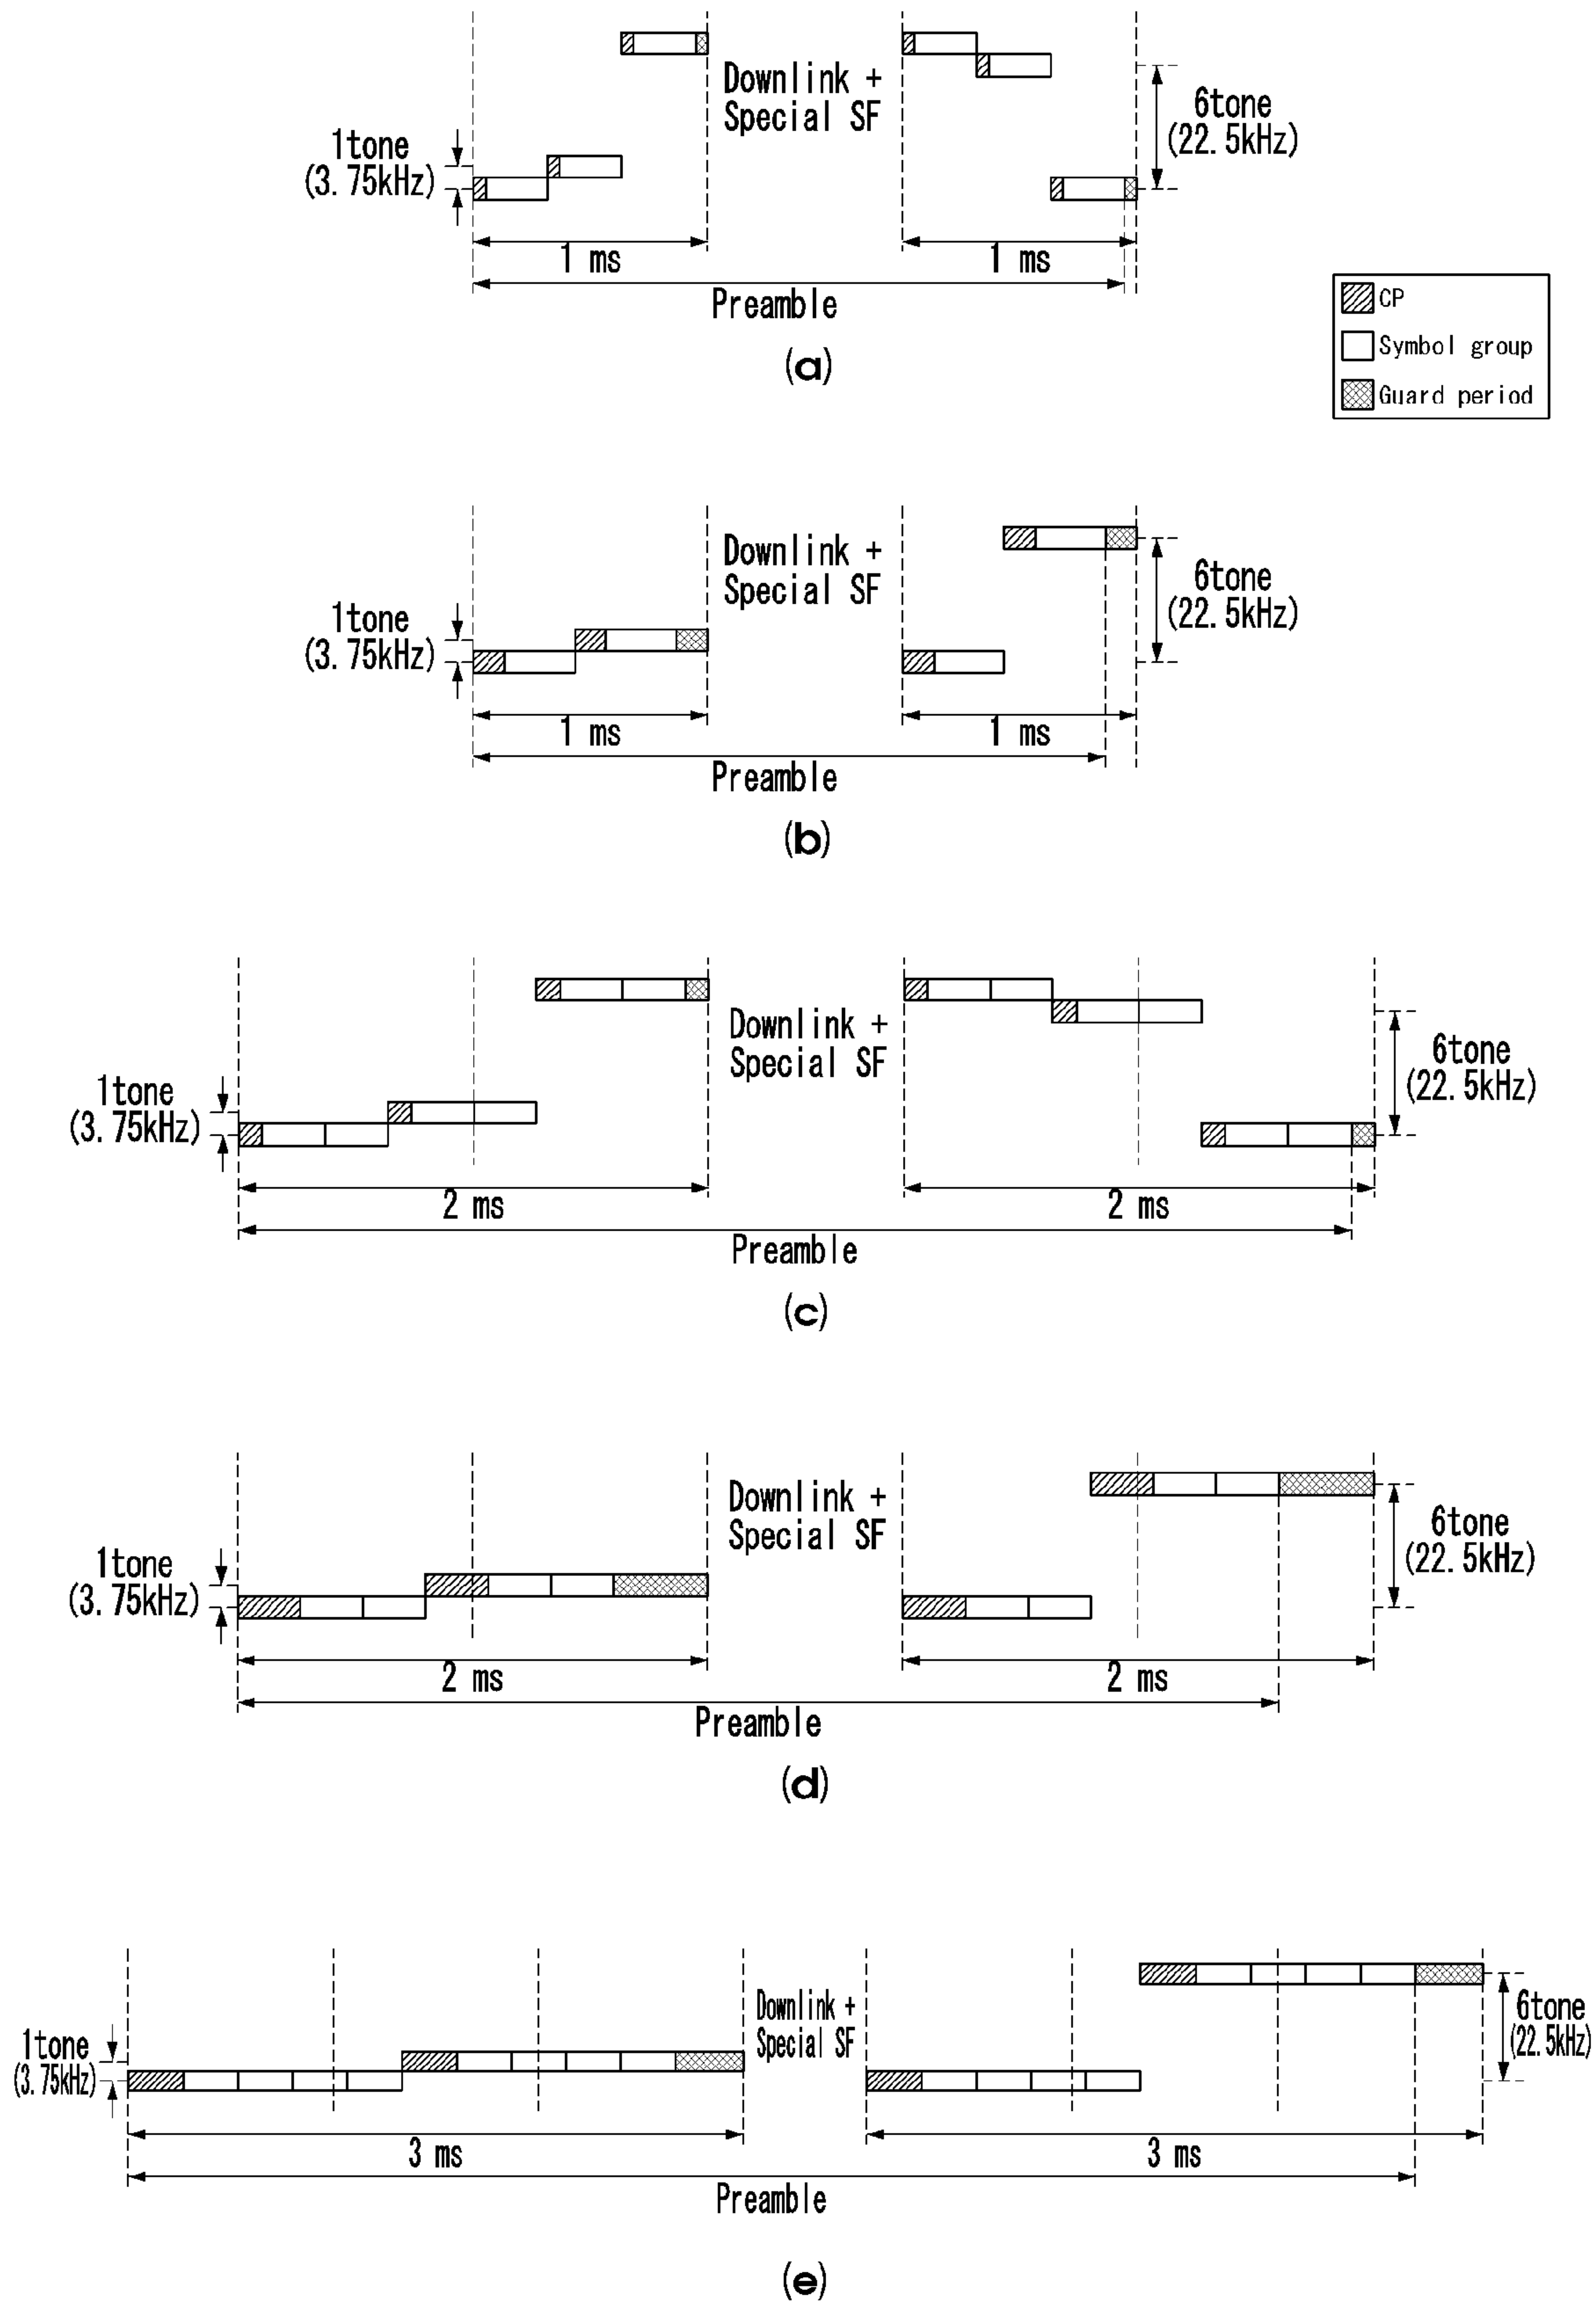 Downlink +
Special SF
1tone
(3.75kHz)
6tone
(22.5kHz)
1 ms
1 ms
Preamble
(a)
CP
Symbol group
Guard period
Downlink +
Special SF
1tone
(3.75kHz)
6tone
(22.5kHz)
1 ms
1 ms
Preamble
(b)
Downlink +
Special SF
1tone
(3.75kHz)
6tone
(22.5kHz)
2 ms
2 ms
Preamble
(c)
Downlink +
Special SF
1tone
(3.75kHz)
6tone
(22.5kHz)
2 ms
2 ms
Preamble
(d)
Downlink +
Special SF
1tone
(3.75kHz)
6tone
(22.5kHz)
3 ms
3 ms
Preamble
(e)